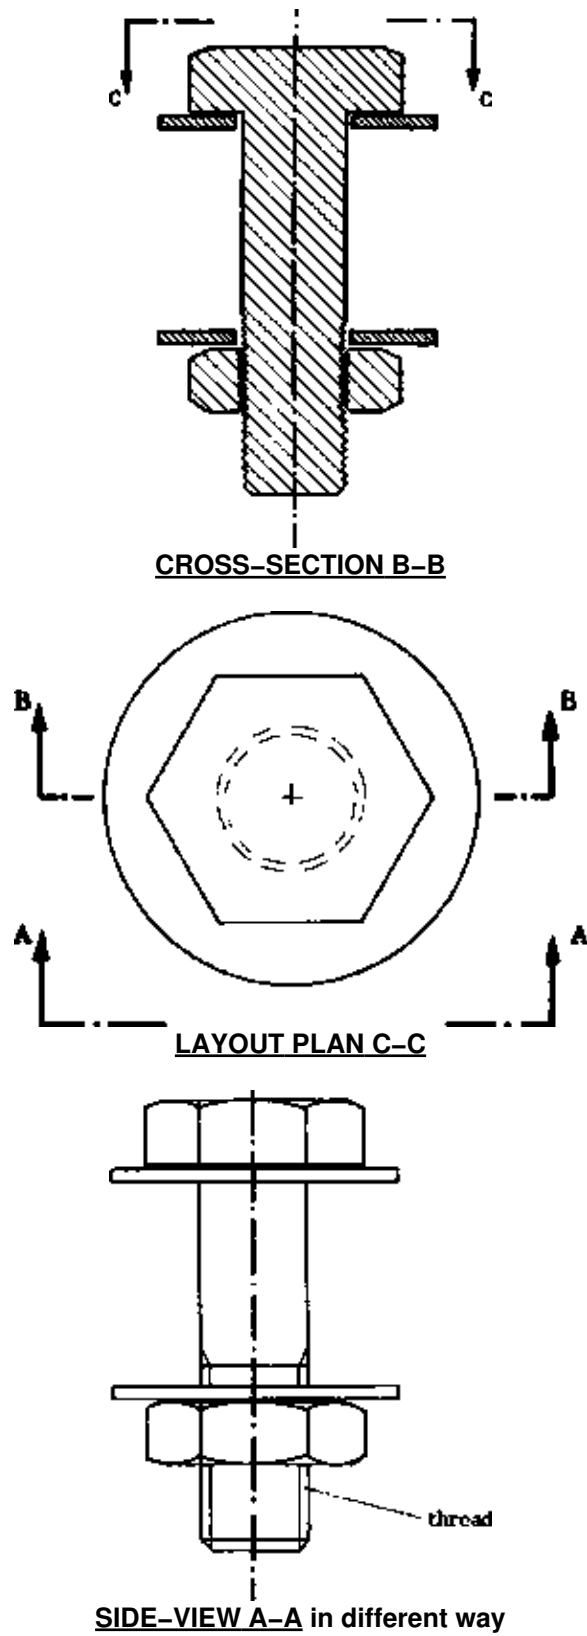 C C
CROSS–SECTION B–B
B B
A A
LAYOUT PLAN C–C
thread
SIDE–VIEW A–A in different way